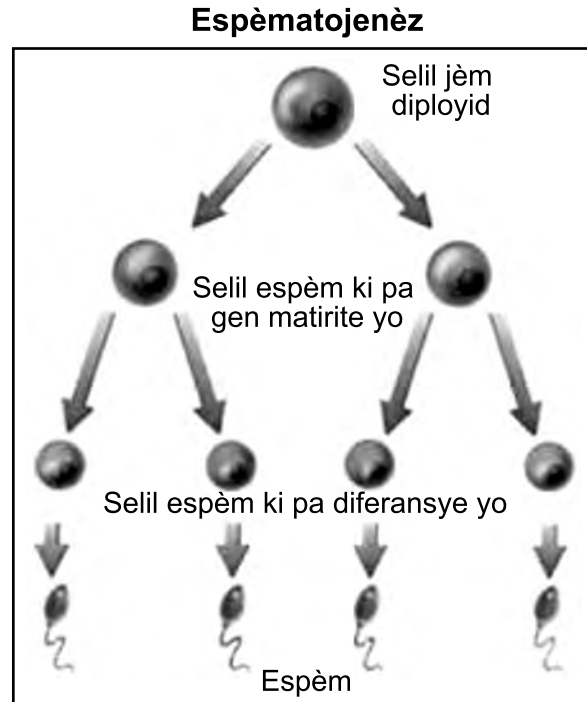 Espèmatojenèz
Selil jèm
diployid
Selil espèm ki pa
gen matirite yo
Selil espèm ki pa diferansye yo
Espèm